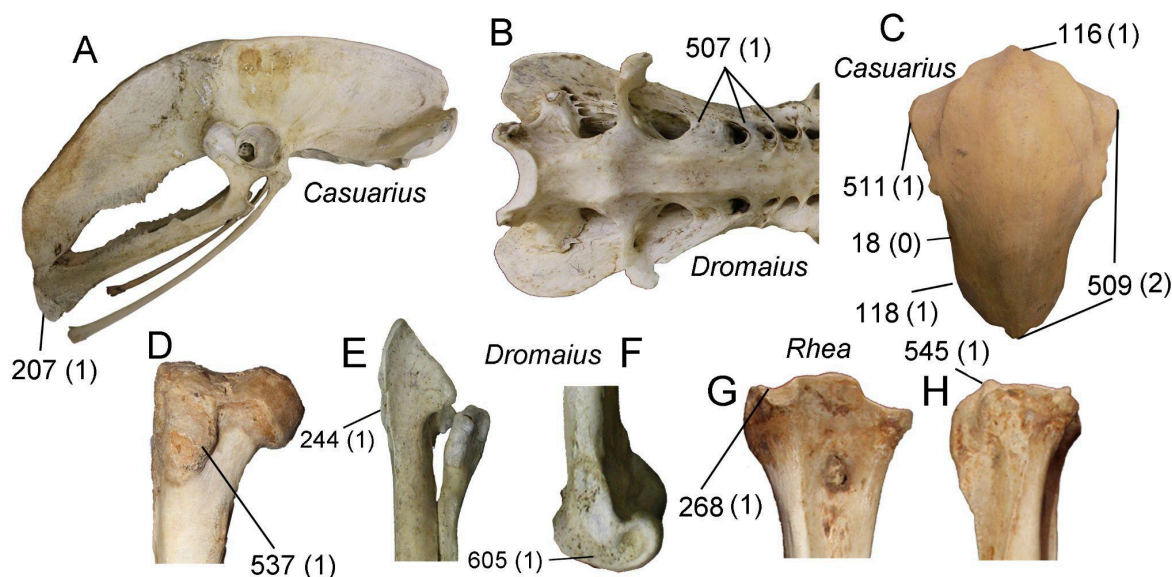 A
Casuarius
207 (1)
B
507 (1)
Dromaius
C
Casuarius
116 (1)
511 (1)
18 (0)
118 (1)
509 (2)
D
537 (1)
E
Dromaius
F
244 (1)
605 (1)
Rhea
G
268 (1)
545 (1)
H